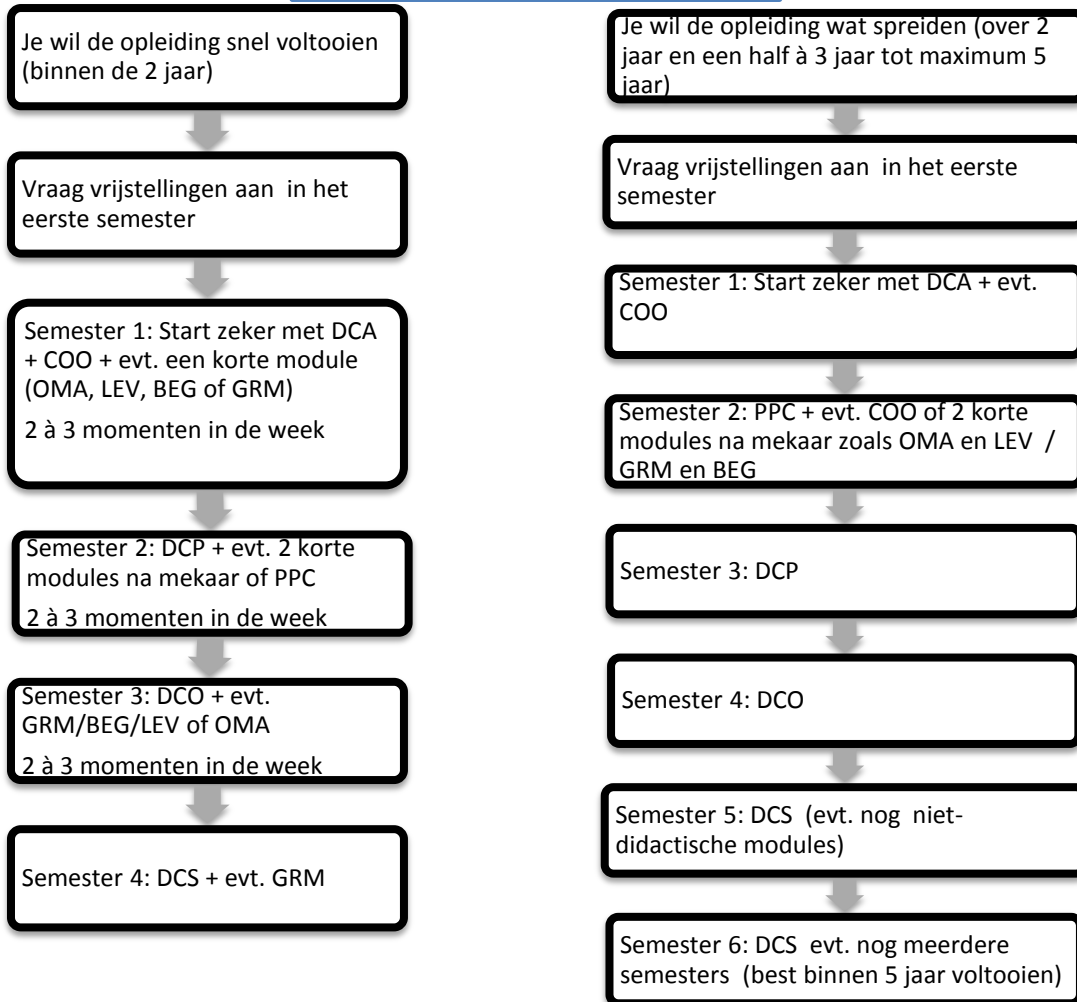 Je wil de opleiding snel voltooien
(binnen de 2 jaar)
Vraag vrijstellingen aan in het
eerste semester
Semester 1: Start zeker met DCA
+ COO + evt. een korte module
(OMA, LEV, BEG of GRM)
2 à 3 momenten in de week
Semester 2: DCP + evt. 2 korte
modules na mekaar of PPC
2 à 3 momenten in de week
Semester 3: DCO + evt.
GRM/BEG/LEV of OMA
2 à 3 momenten in de week
Semester 4: DCS + evt. GRM
Je wil de opleiding wat spreiden (over 2
jaar en een half à 3 jaar tot maximum 5
jaar)
Vraag vrijstellingen aan in het eerste
semester
Semester 1: Start zeker met DCA + evt.
COO
Semester 2: PPC + evt. COO of 2 korte
modules na mekaar zoals OMA en LEV /
GRM en BEG
Semester 3: DCP
Semester 4: DCO
Semester 5: DCS (evt. nog niet-
didactische modules)
Semester 6: DCS evt. nog meerdere
semesters (best binnen 5 jaar voltooien)